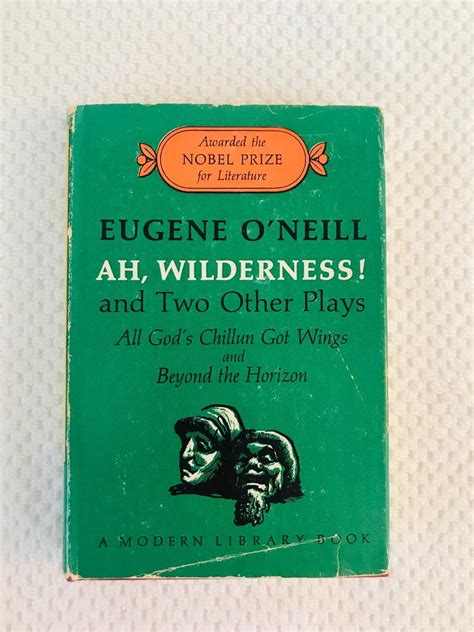 Awarded the
NOBEL PRIZE
for Literature
EUGENE O'NEILL
AH, WILDERNESS!
and Two Other Plays
All God's Chillun Got Wings
and
Beyond the Horizon
A MODERN LIBRARY BOOK